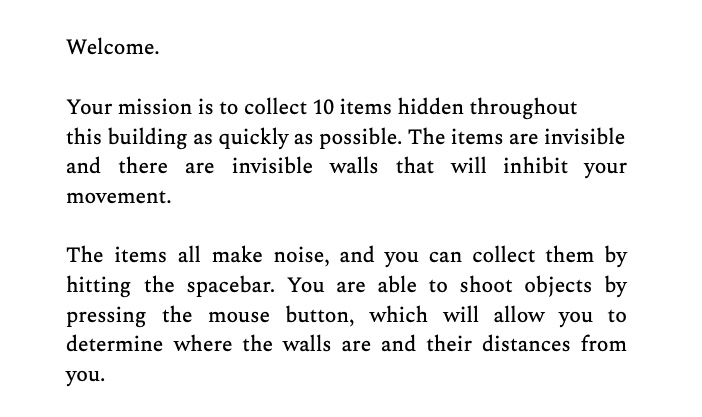 Welcome.
Your mission is to collect 10 items hidden throughout
this building as quickly as possible. The items are invisible
and there are invisible walls that will inhibit your
movement.
The items all make noise, and you can collect them by
hitting the spacebar. You are able to shoot objects by
pressing the mouse button, which will allow you to
determine where the walls are and their distances from
you.